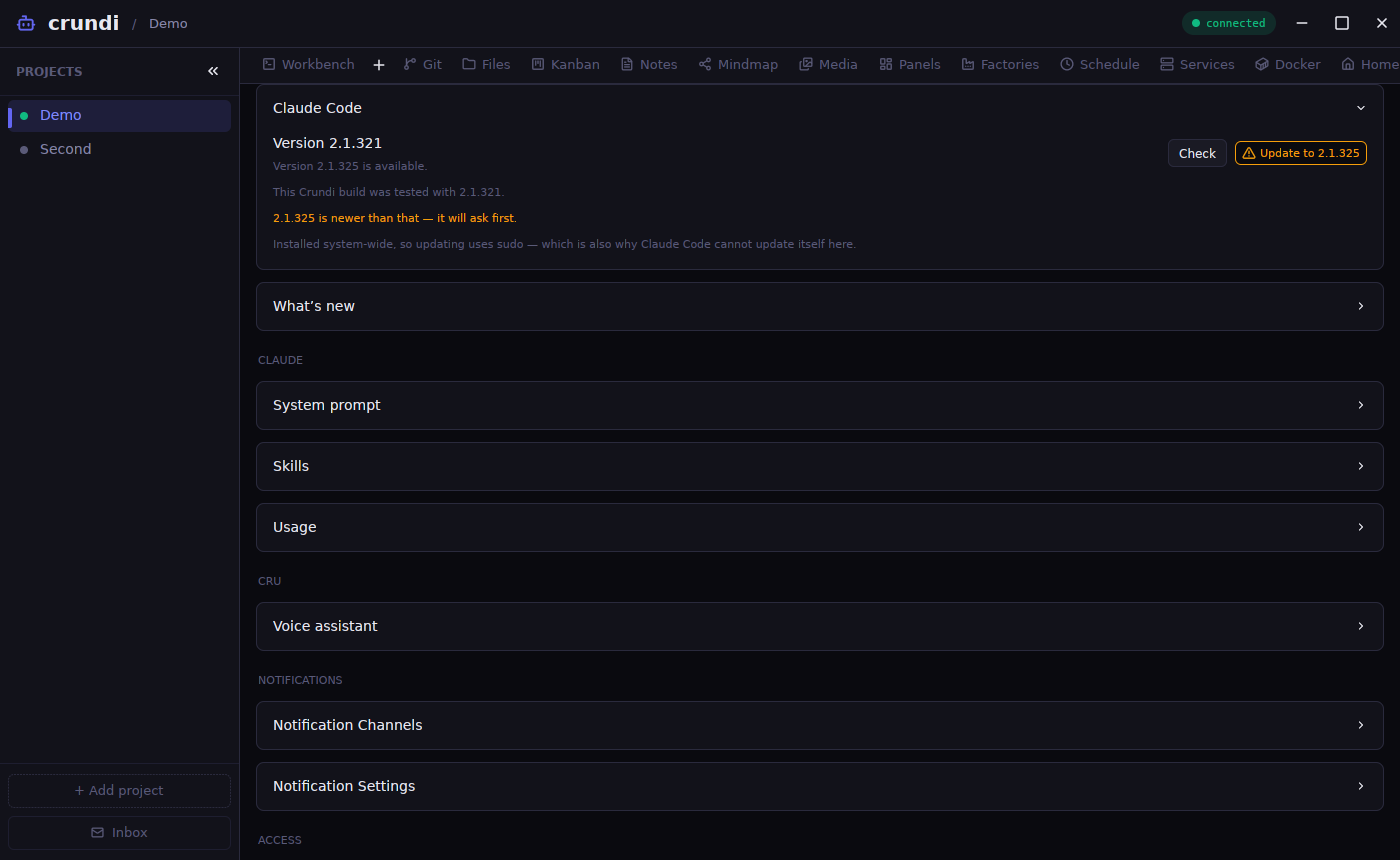 crundi / Demo
connected
PROJECTS
Workbench
Git
Files
Kanban
Notes
Mindmap
Media
Panels
Factories
Schedule
Services
Docker
Home
Demo
Second
Claude Code
Version 2.1.321
Version 2.1.325 is available.
Check
Update to 2.1.325
This Crundi build was tested with 2.1.321.
2.1.325 is newer than that — it will ask first.
Installed system-wide, so updating uses sudo — which is also why Claude Code cannot update itself here.
What’s new
CLAUDE
System prompt
Skills
Usage
CRU
Voice assistant
NOTIFICATIONS
Notification Channels
Notification Settings
ACCESS
+ Add project
Inbox